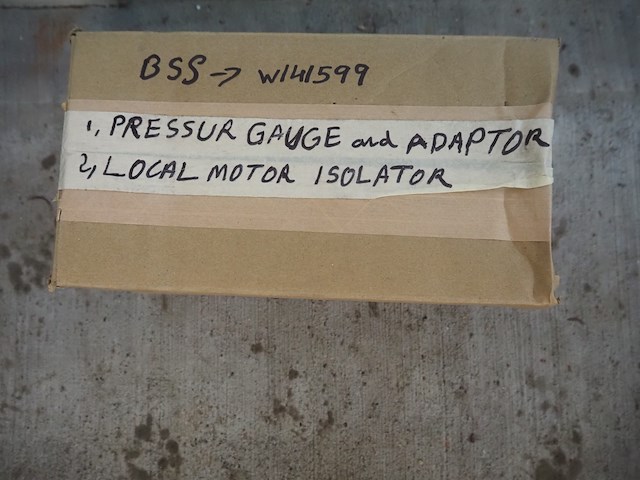 BSS → W141599
1, PRESSUR GAUGE and ADAPTOR
2, LOCAL MOTOR ISOLATOR